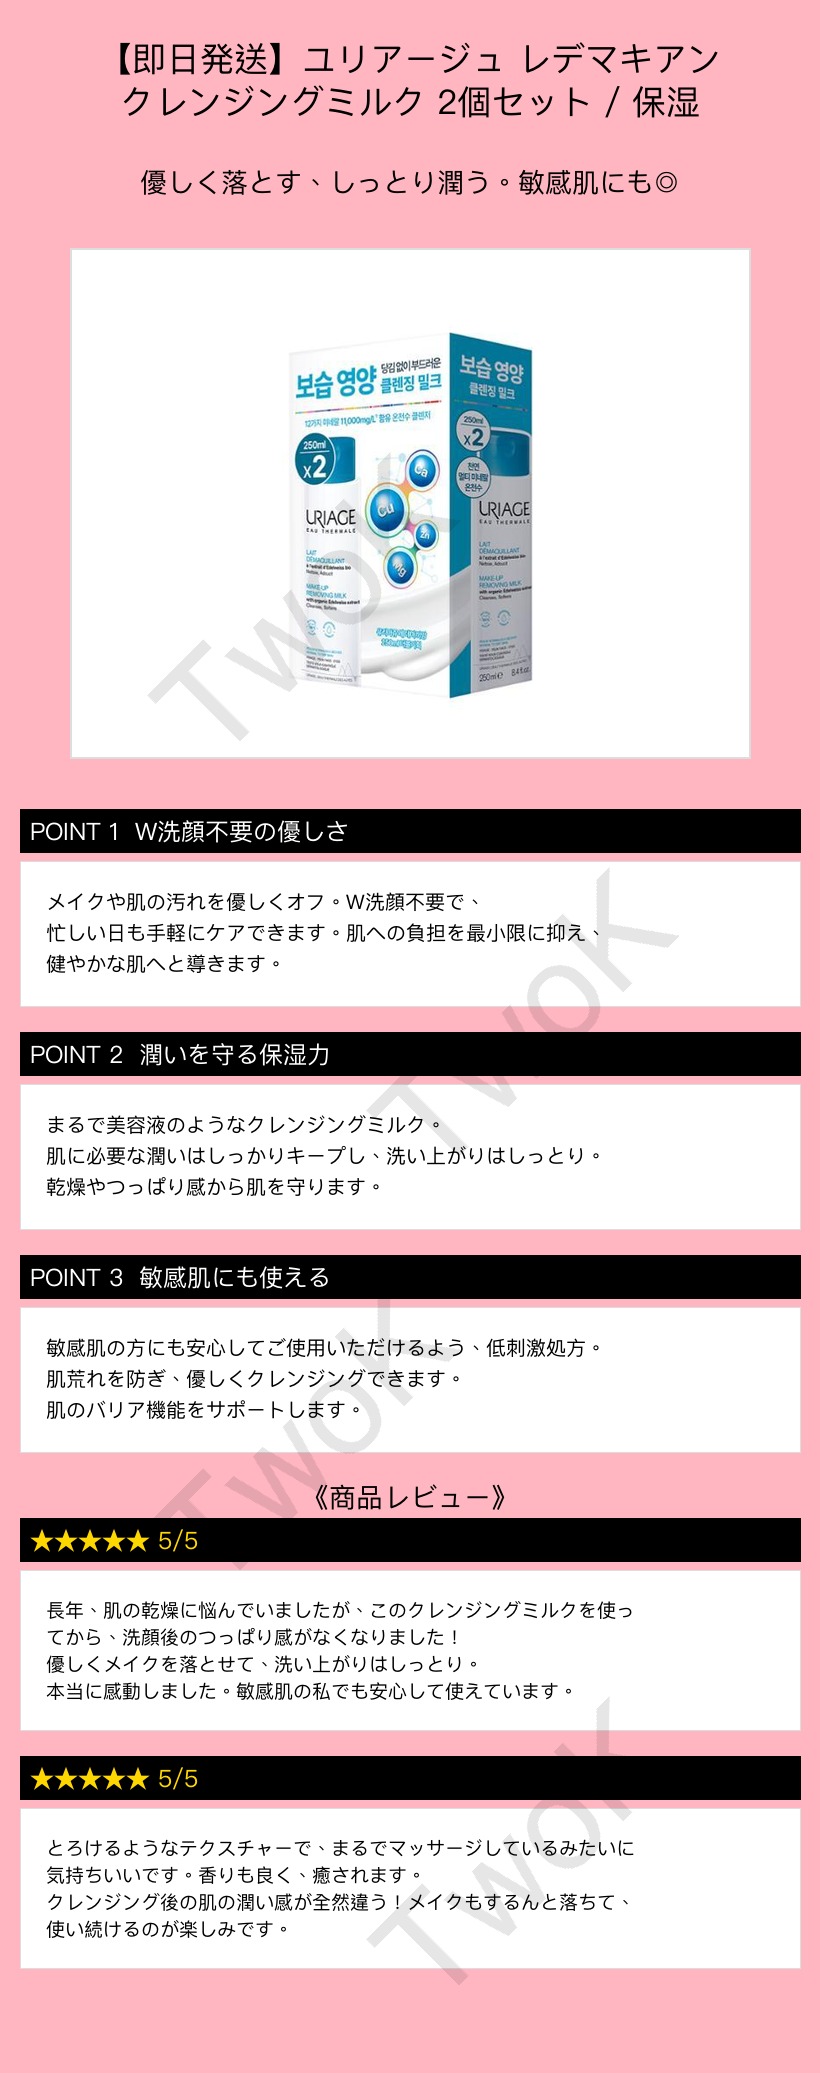 【即日発送】ユリアージュ レデマキアン
クレンジングミルク 2個セット / 保湿
優しく落とす、しっとり潤う。敏感肌にも◎
보습 영양
당김 없이 부드러운
클렌징 밀크
12가지 미네랄 11,000mg/L 함유 온천수 클렌저
250ml
x2
Ca
Cu
Zn
Mg
URIAGE
EAU THERMALE
LAIT
DÉMAQUILLANT
à l'extrait d'Edelweiss bio
Nettoie, Adoucit
MAKE-UP
REMOVING MILK
with organic Edelweiss extract
Cleanses, Softens
보습 영양
클렌징 밀크
250ml
x2
천연
멀티 미네랄
온천수
URIAGE
EAU THERMALE
LAIT
DÉMAQUILLANT
à l'extrait d'Edelweiss bio
Nettoie, Adoucit
MAKE-UP
REMOVING MILK
with organic Edelweiss extract
Cleanses, Softens
250ml e 8.4 fl.oz.
TwoK
POINT 1 W洗顔不要の優しさ
メイクや肌の汚れを優しくオフ。W洗顔不要で、
忙しい日も手軽にケアできます。肌への負担を最小限に抑え、
健やかな肌へと導きます。
TwoK
POINT 2 潤いを守る保湿力
まるで美容液のようなクレンジングミルク。
肌に必要な潤いはしっかりキープし、洗い上がりはしっとり。
乾燥やつっぱり感から肌を守ります。
POINT 3 敏感肌にも使える
敏感肌の方にも安心してご使用いただけるよう、低刺激処方。
肌荒れを防ぎ、優しくクレンジングできます。
肌のバリア機能をサポートします。
TwoK
《商品レビュー》
★★★★★ 5/5
長年、肌の乾燥に悩んでいましたが、このクレンジングミルクを使っ
てから、洗顔後のつっぱり感がなくなりました！
優しくメイクを落とせて、洗い上がりはしっとり。
本当に感動しました。敏感肌の私でも安心して使えています。
★★★★★ 5/5
とろけるようなテクスチャーで、まるでマッサージしているみたいに
気持ちいいです。香りも良く、癒されます。
クレンジング後の肌の潤い感が全然違う！メイクもするんと落ちて、
使い続けるのが楽しみです。
TwoK